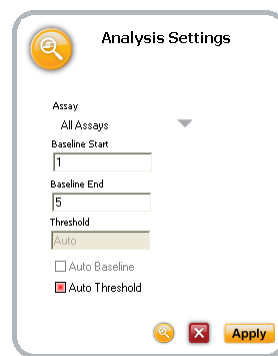 Analysis Settings
Assay
All Assays
Baseline Start
1
Baseline End
5
Threshold
Auto
Auto Baseline
Auto Threshold
Apply